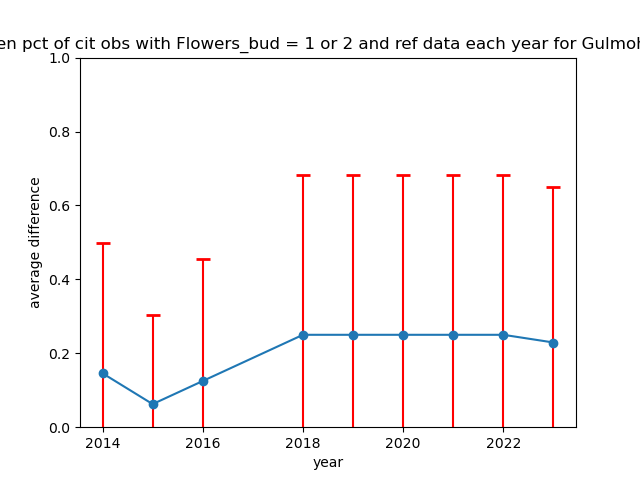 en pct of cit obs with Flowers_bud = 1 or 2 and ref data each year for Gulmoh
1.0
0.8
0.6
0.4
0.2
0.0
average difference
2014 2016 2018 2020 2022
year